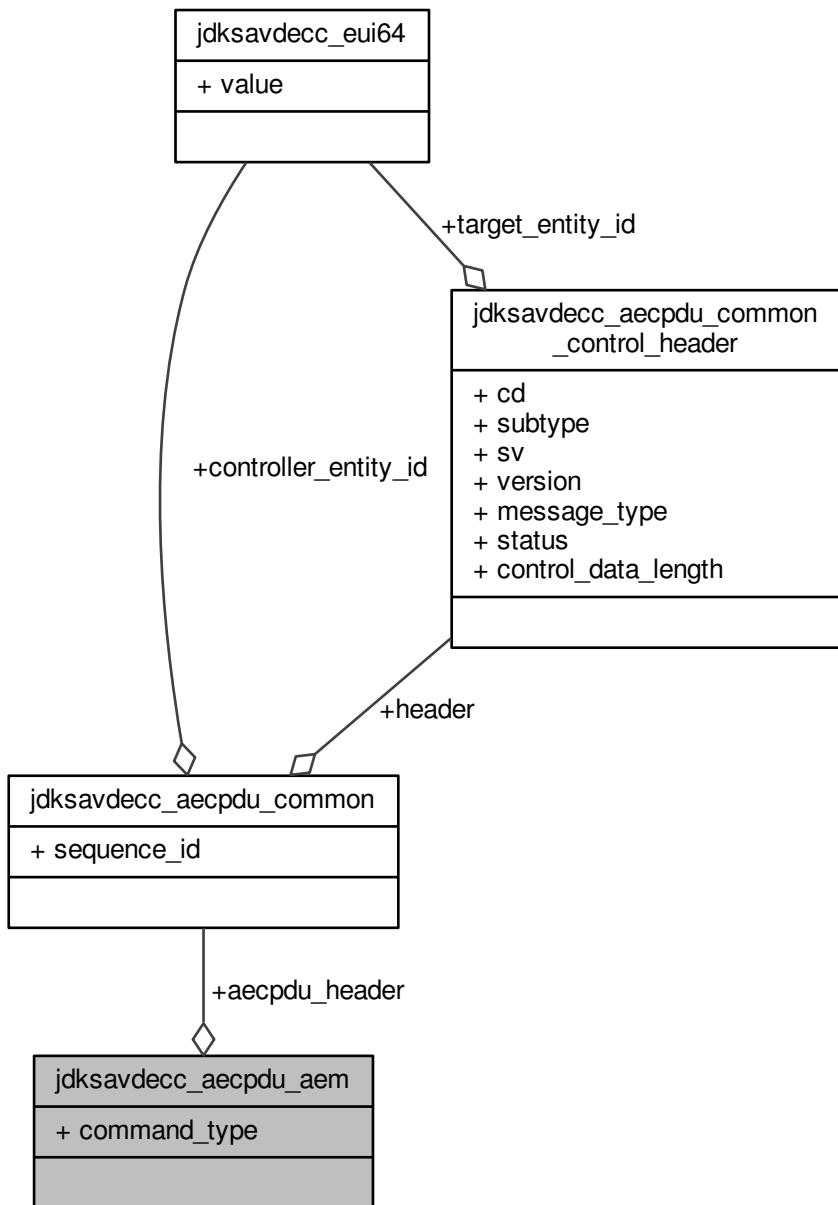 jdksavdecc_eui64
+ value
+target_entity_id
jdksavdecc_aecpdu_common
_control_header
+ cd
+ subtype
+ sv
+ version
+ message_type
+ status
+ control_data_length
+controller_entity_id
+header
jdksavdecc_aecpdu_common
+ sequence_id
+aecpdu_header
jdksavdecc_aecpdu_aem
+ command_type